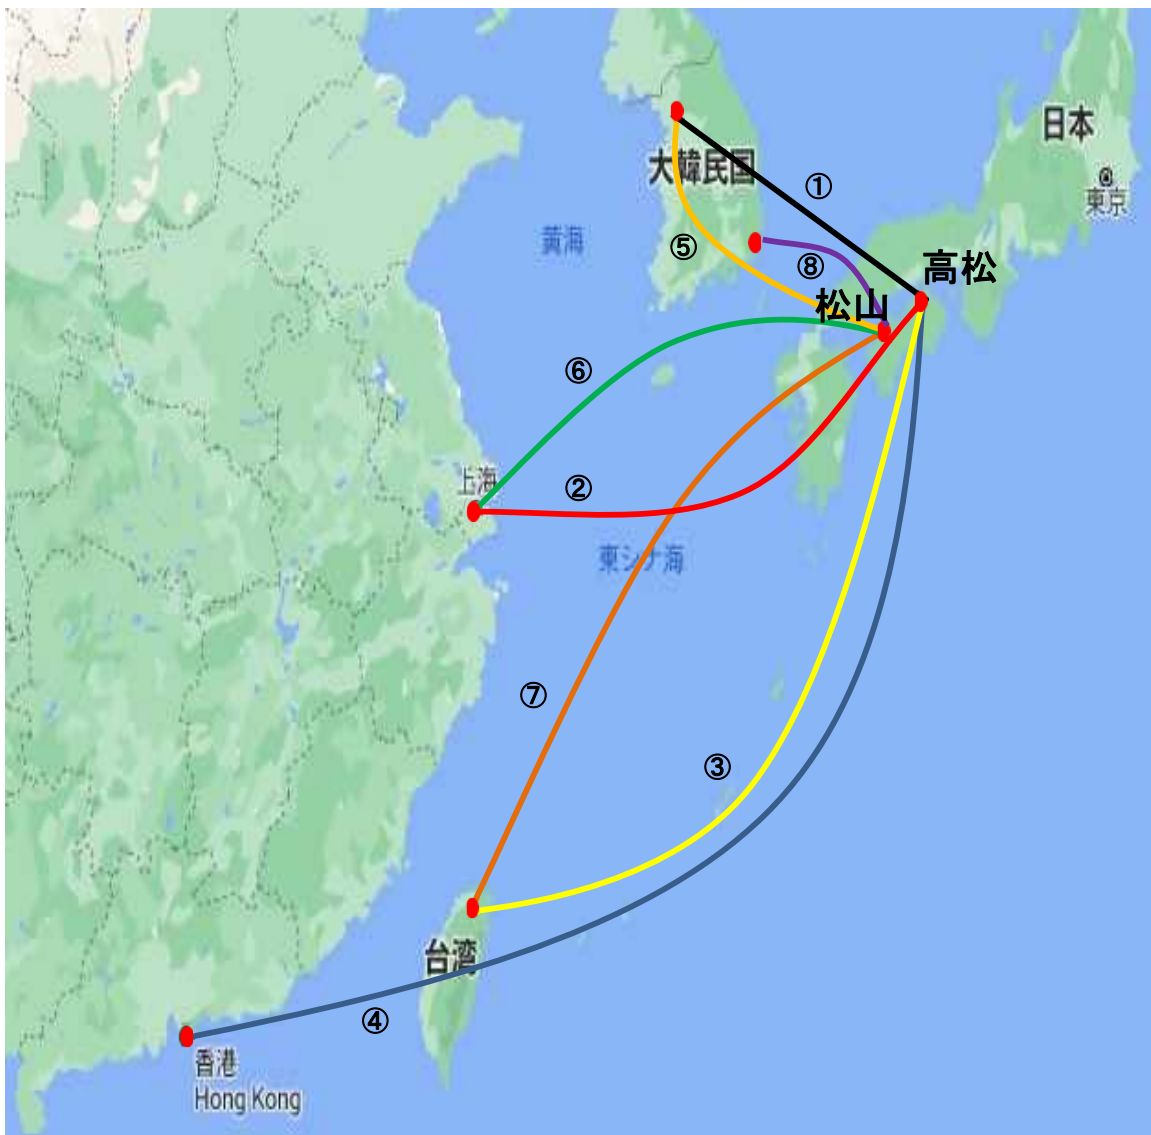 日本
大韓民国
①
東京
黄海
⑤
⑧
高松
松山
⑥
上海
②
東シナ海
⑦
③
台湾
④
香港
Hong Kong